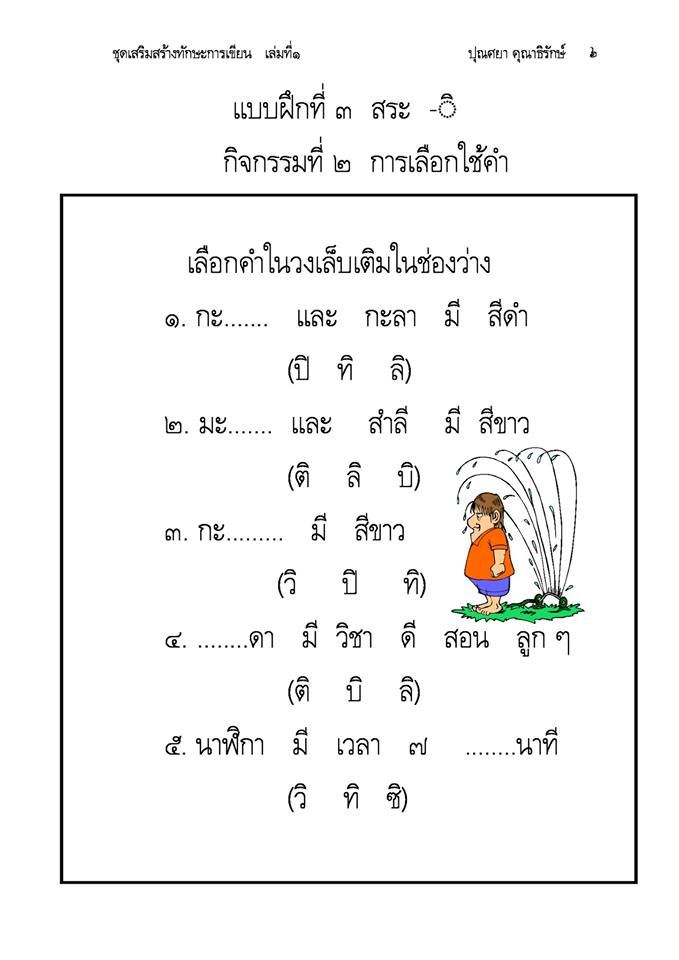 ชุดเสริมสร้างทักษะการเขียน เล่มที่๑ ปุณศยา คุณาธิรักษ์ ๖
แบบฝึกที่ ๓ สระ -ิ
กิจกรรมที่ ๒ การเลือกใช้คำ
เลือกคำในวงเล็บเติมในช่องว่าง
๑. กะ....... และ กะลา มี สีดำ
(ปิ ทิ ลิ)
๒. มะ....... และ สำลี มี สีขาว
(ติ ลิ บิ)
๓. กะ......... มี สีขาว
(วิ ปิ ทิ)
๔. ........ดา มี วิชา ดี สอน ลูก ๆ
(ติ บิ ลิ)
๕. นาฬิกา มี เวลา ๗ ........นาที
(วิ ทิ ซิ)